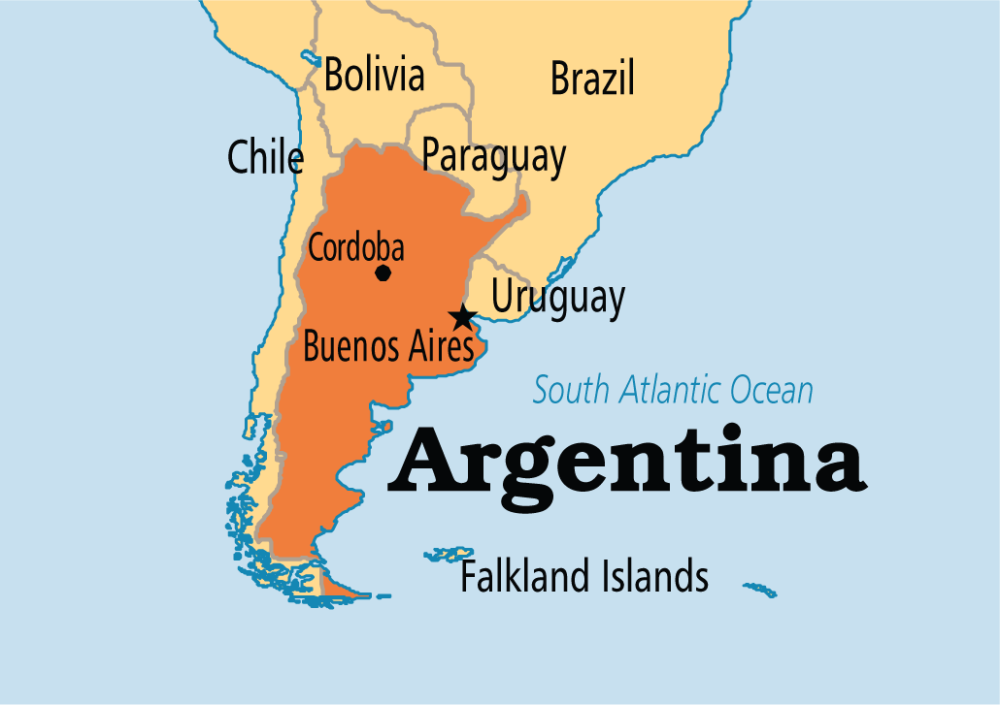 Bolivia
Brazil
Chile
Paraguay
Cordoba
Uruguay
Buenos Aires
South Atlantic Ocean
Argentina
Falkland Islands